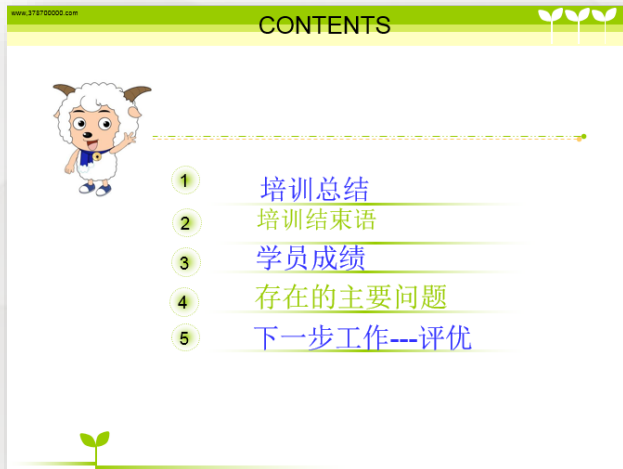 www.378700000.com
CONTENTS
1 培训总结
2 培训结束语
3 学员成绩
4 存在的主要问题
5 下一步工作---评优